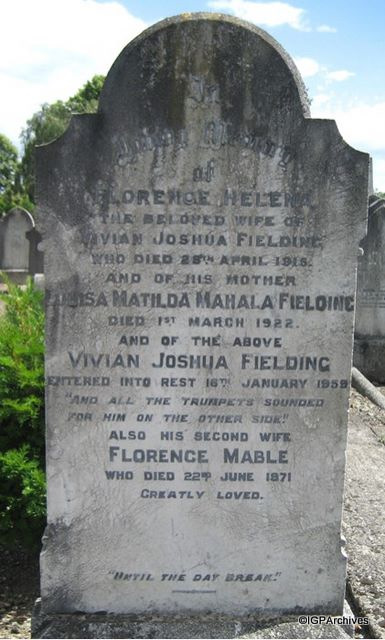 In
Loving Memory
of
FLORENCE HELENA
THE BELOVED WIFE OF
VIVIAN JOSHUA FIELDING
WHO DIED 28TH APRIL 1916.
AND OF HIS MOTHER
LOUISA MATILDA MAHALA FIELDING
DIED 1ST MARCH 1922.
AND OF THE ABOVE
VIVIAN JOSHUA FIELDING
ENTERED INTO REST 16TH JANUARY 1959
"AND ALL THE TRUMPETS SOUNDED
FOR HIM ON THE OTHER SIDE."
ALSO HIS SECOND WIFE
FLORENCE MABLE
WHO DIED 22ND JUNE 1971
GREATLY LOVED.
"UNTIL THE DAY BREAK."
©IGPArchives